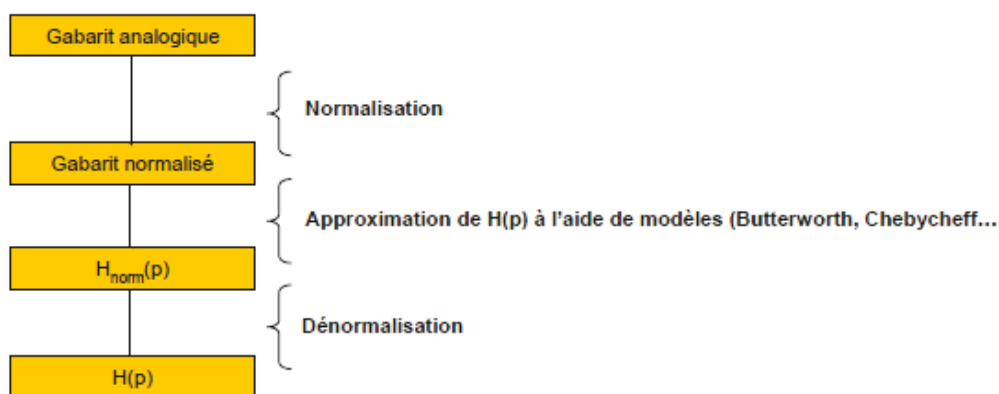 Gabarit analogique
Normalisation
Gabarit normalisé
Approximation de H(p) à l'aide de modèles (Butterworth, Chebycheff...
Hnorm(p)
Dénormalisation
H(p)